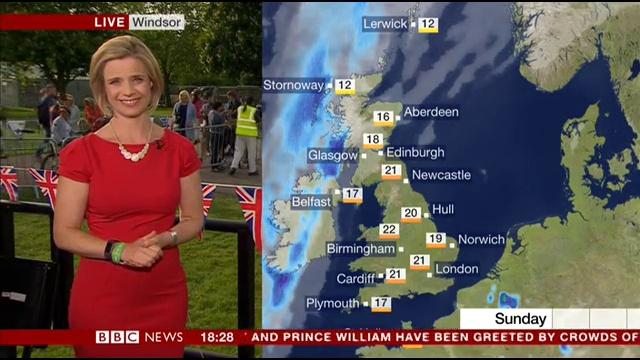 LIVE Windsor
Lerwick 12
Stornoway 12
16 Aberdeen
18
Glasgow Edinburgh
21
Newcastle
Belfast 17
20 Hull
22
19 Norwich
Birmingham
21
London
Cardiff 21
Plymouth 17
Sunday
BBC NEWS 18:28 AND PRINCE WILLIAM HAVE BEEN GREETED BY CROWDS OF